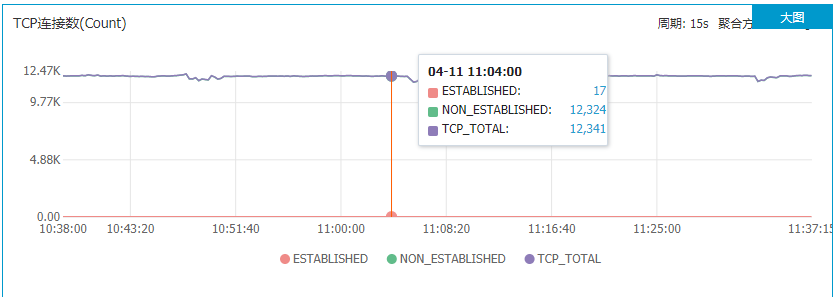 大图
TCP连接数(Count)
周期: 15s 聚合方
12.47K
9.77K
4.88K
0.00
04-11 11:04:00
ESTABLISHED: 17
NON_ESTABLISHED: 12,324
TCP_TOTAL: 12,341
10:38:00 10:43:20 10:51:40 11:00:00 11:08:20 11:16:40 11:25:00 11:37:15
ESTABLISHED NON_ESTABLISHED TCP_TOTAL